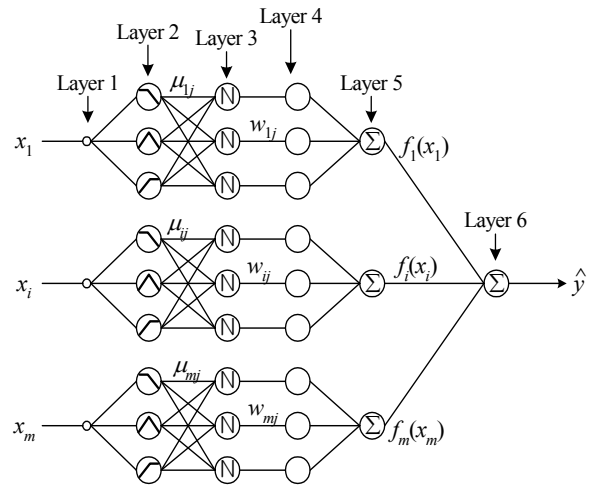 Layer 1
Layer 2
Layer 3
Layer 4
Layer 5
Layer 6
x₁
μ₁ⱼ
N
w₁ⱼ
N
N
Σ
f₁(x₁)
xᵢ
μᵢⱼ
N
wᵢⱼ
N
N
Σ
fᵢ(xᵢ)
Σ
ŷ
xₘ
μₘⱼ
N
wₘⱼ
N
N
Σ
fₘ(xₘ)